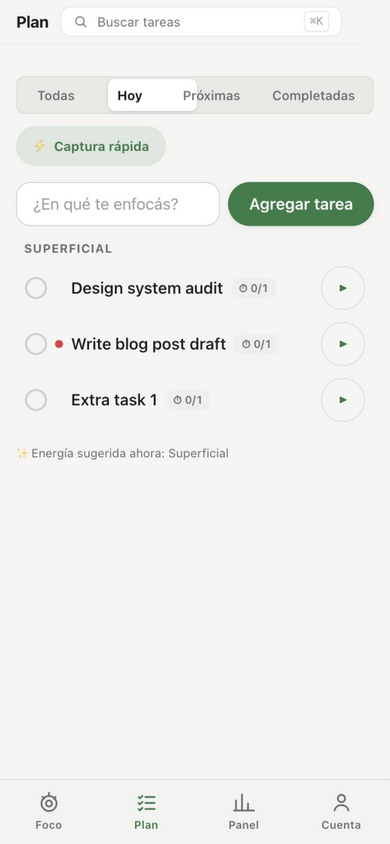 Plan Buscar tareas ⌘K
Todas Hoy Próximas Completadas
⚡ Captura rápida
¿En qué te enfocás? Agregar tarea
SUPERFICIAL
Design system audit ⏱ 0/1
Write blog post draft ⏱ 0/1
Extra task 1 ⏱ 0/1
✨ Energía sugerida ahora: Superficial
Foco Plan Panel Cuenta